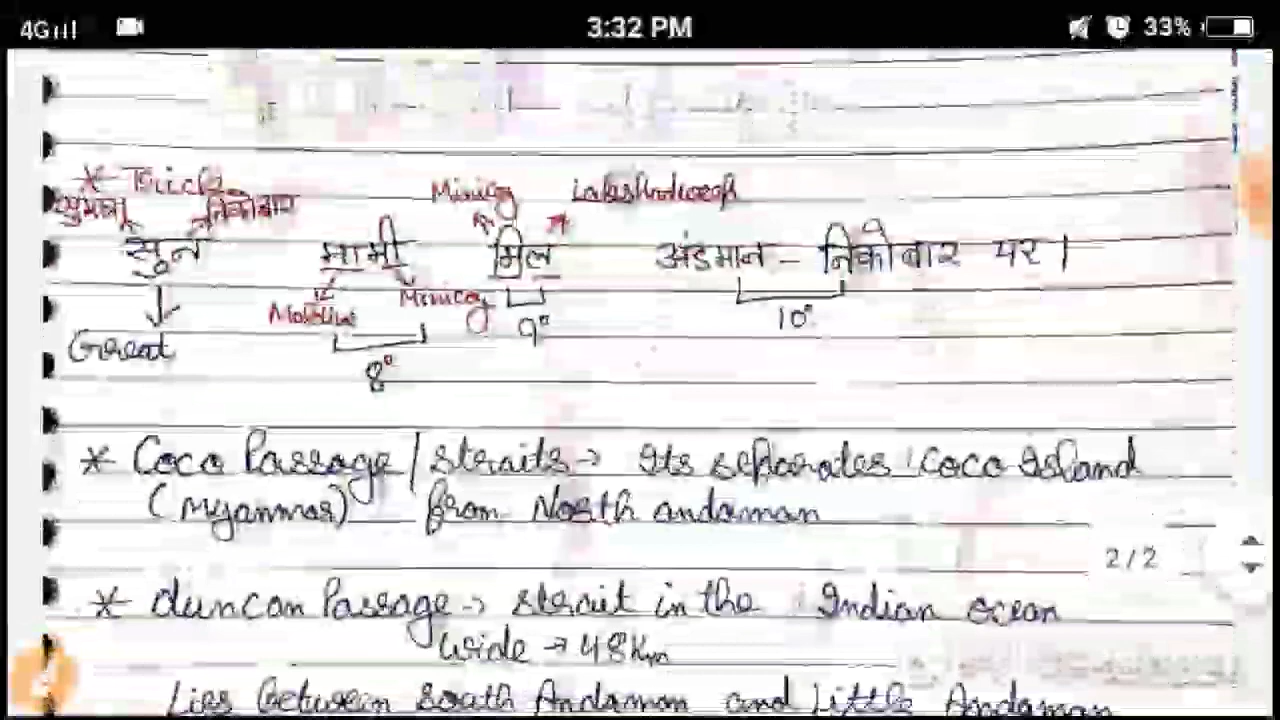 4G 3:32 PM 33%
* Trick
सुमात्रा निकोबार Minicoy Lakshadweep
सुन मामी मिल अंडमान - निकोबार पर।
Maldive Minicoy 9° 10°
Great
8°
* Coco Passage / straits → Its separates Coco Island
(Myanmar) from North andaman
2/2
* duncan Passage → strait in the Indian ocean
wide → 48Km
Lies between south Andaman and Little Andaman